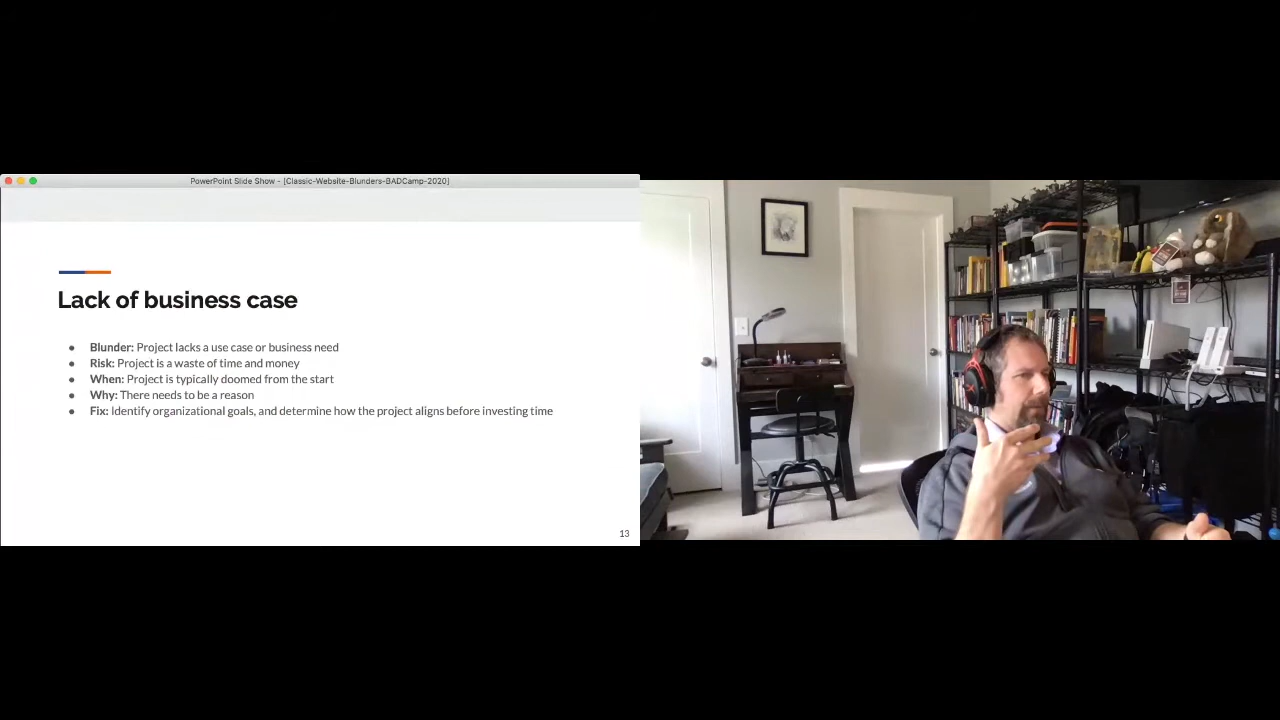 PowerPoint Slide Show - [Classic-Website-Blunders-BADCamp-2020]
Lack of business case
● Blunder: Project lacks a use case or business need
● Risk: Project is a waste of time and money
● When: Project is typically doomed from the start
● Why: There needs to be a reason
● Fix: Identify organizational goals, and determine how the project aligns before investing time
13